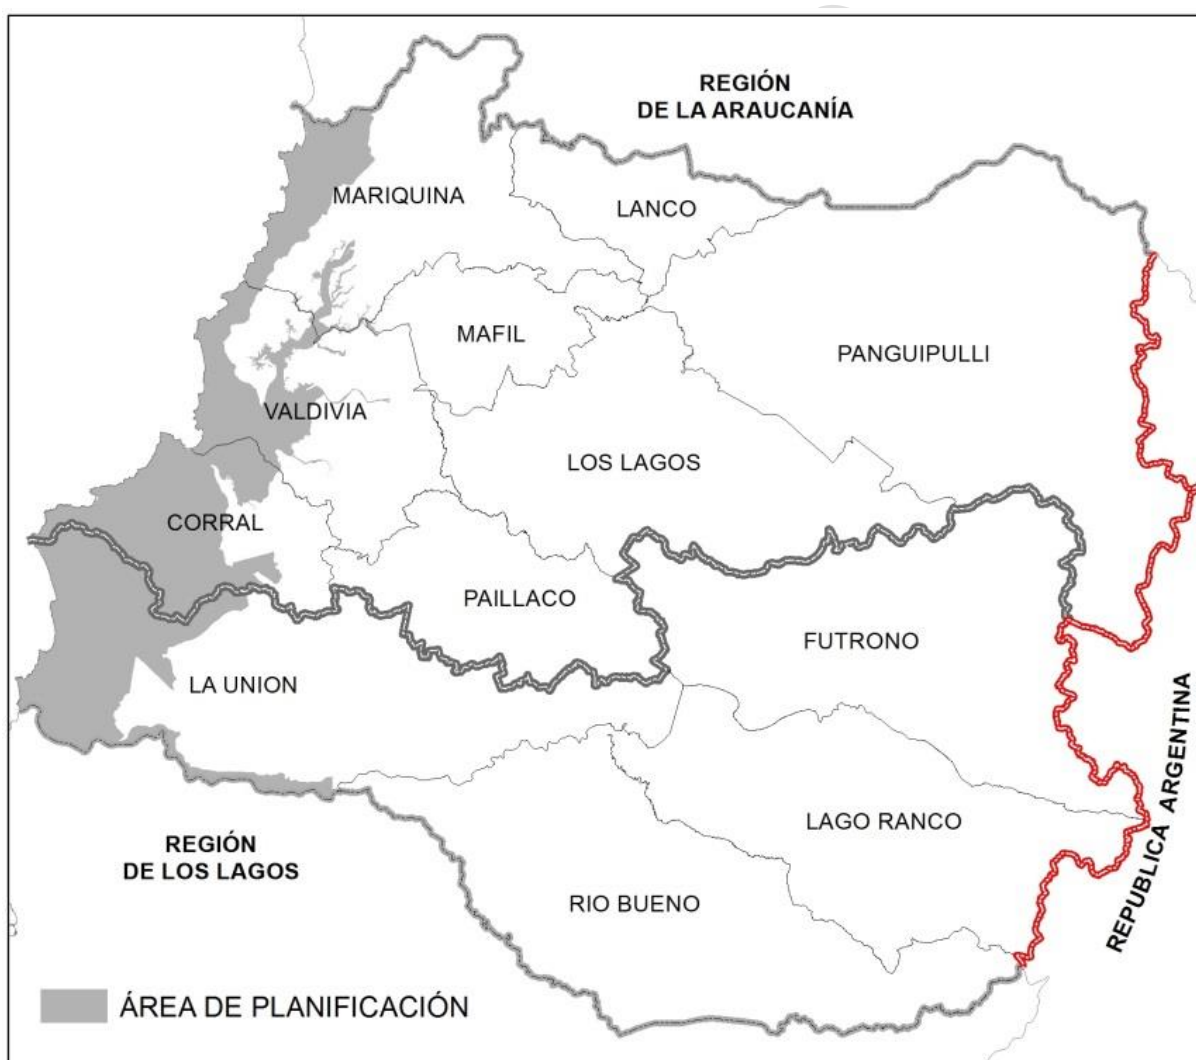 REGIÓN
DE LA ARAUCANÍA
MARIQUINA
LANCO
MAFIL
PANGUIPULLI
VALDIVIA
LOS LAGOS
CORRAL
PAILLACO
FUTRONO
LA UNION
REPUBLICA ARGENTINA
LAGO RANCO
REGIÓN
DE LOS LAGOS
RIO BUENO
ÁREA DE PLANIFICACIÓN